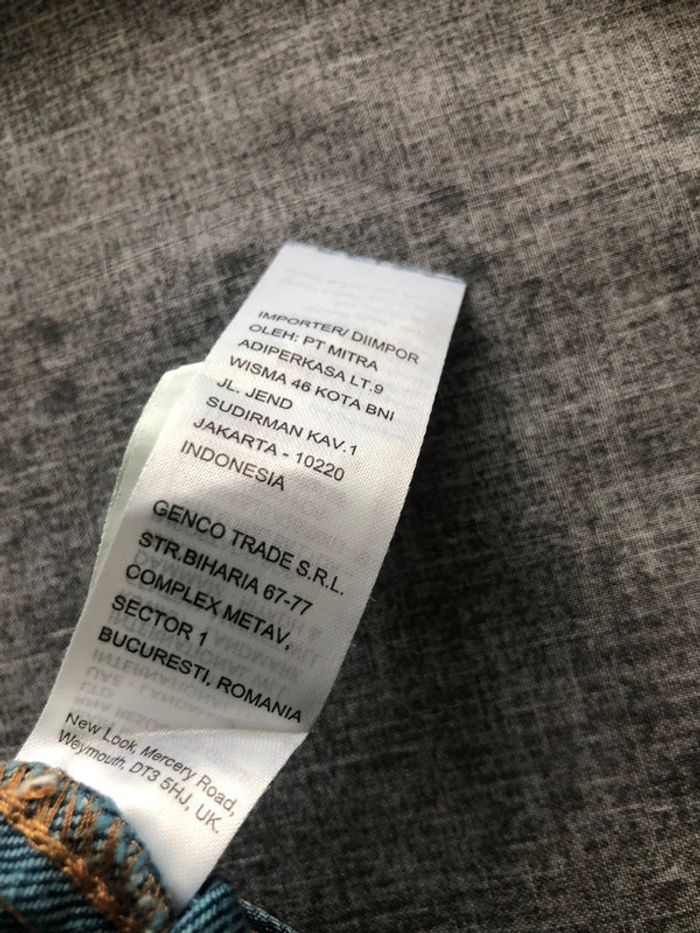 IMPORTER/ DIIMPOR
OLEH: PT MITRA
ADIPERKASA LT.9
WISMA 46 KOTA BNI
JL. JEND
SUDIRMAN KAV.1
JAKARTA - 10220
INDONESIA
GENCO TRADE S.R.L.
STR.BIHARIA 67-77
COMPLEX METAV,
SECTOR 1
BUCURESTI, ROMANIA
New Look, Mercery Road,
Weymouth, DT3 5HJ, UK.